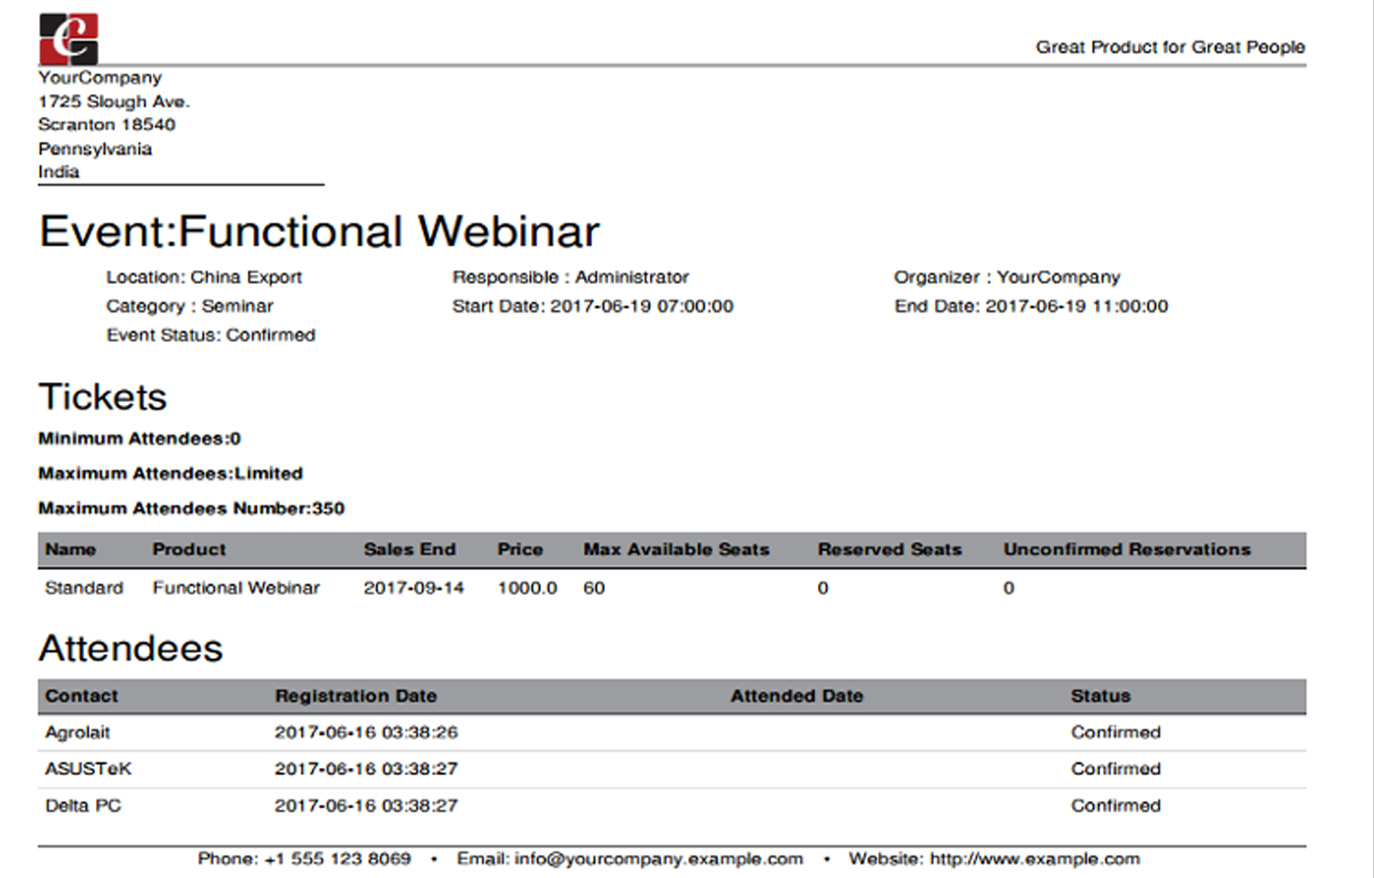 C
Great Product for Great People
YourCompany
1725 Slough Ave.
Scranton 18540
Pennsylvania
India
Event:Functional Webinar
Location: China Export Responsible : Administrator Organizer : YourCompany
Category : Seminar Start Date: 2017-06-19 07:00:00 End Date: 2017-06-19 11:00:00
Event Status: Confirmed
Tickets
Minimum Attendees:0
Maximum Attendees:Limited
Maximum Attendees Number:350
Name Product Sales End Price Max Available Seats Reserved Seats Unconfirmed Reservations
Standard Functional Webinar 2017-09-14 1000.0 60 0 0
Attendees
Contact Registration Date Attended Date Status
Agrolait 2017-06-16 03:38:26 Confirmed
ASUSTeK 2017-06-16 03:38:27 Confirmed
Delta PC 2017-06-16 03:38:27 Confirmed
Phone: +1 555 123 8069 • Email: info@yourcompany.example.com • Website: http://www.example.com